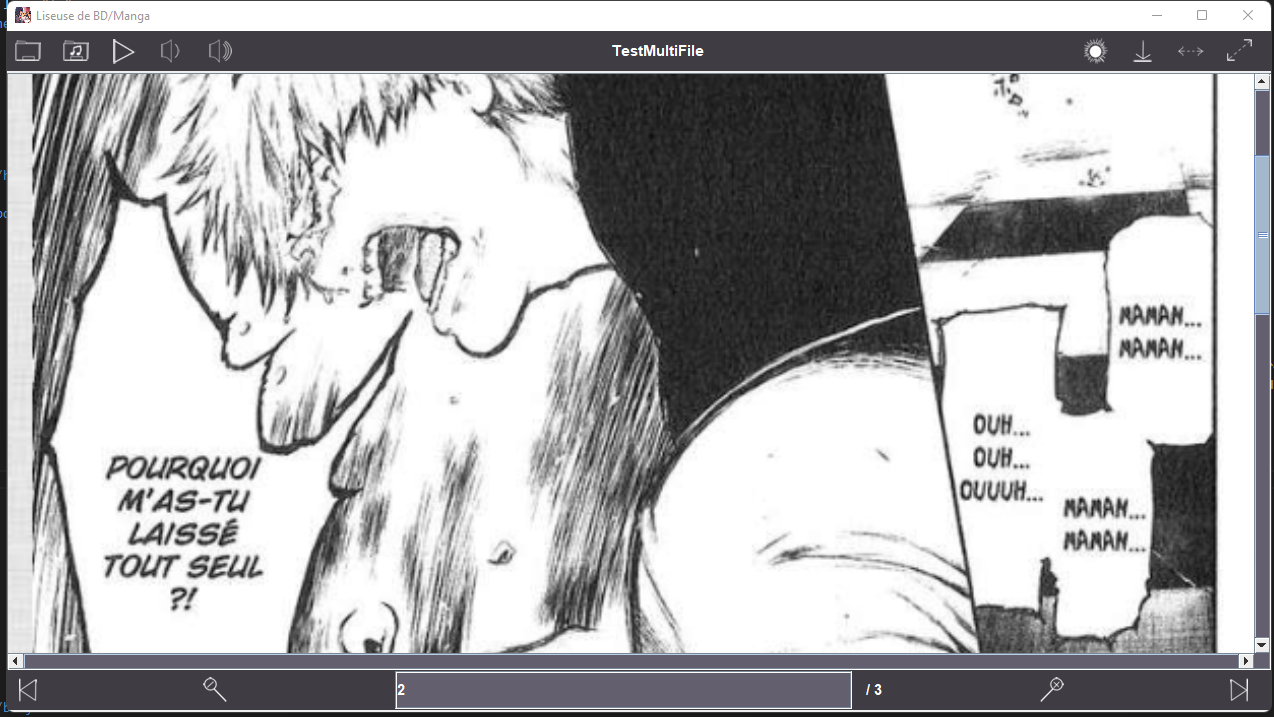 Liseuse de BD/Manga
TestMultiFile
MAMAN...
MAMAN...
OUH...
OUH...
OUUUH...
MAMAN...
MAMAN...
POURQUOI
M'AS-TU
LAISSÉ
TOUT SEUL
?!
2
/ 3